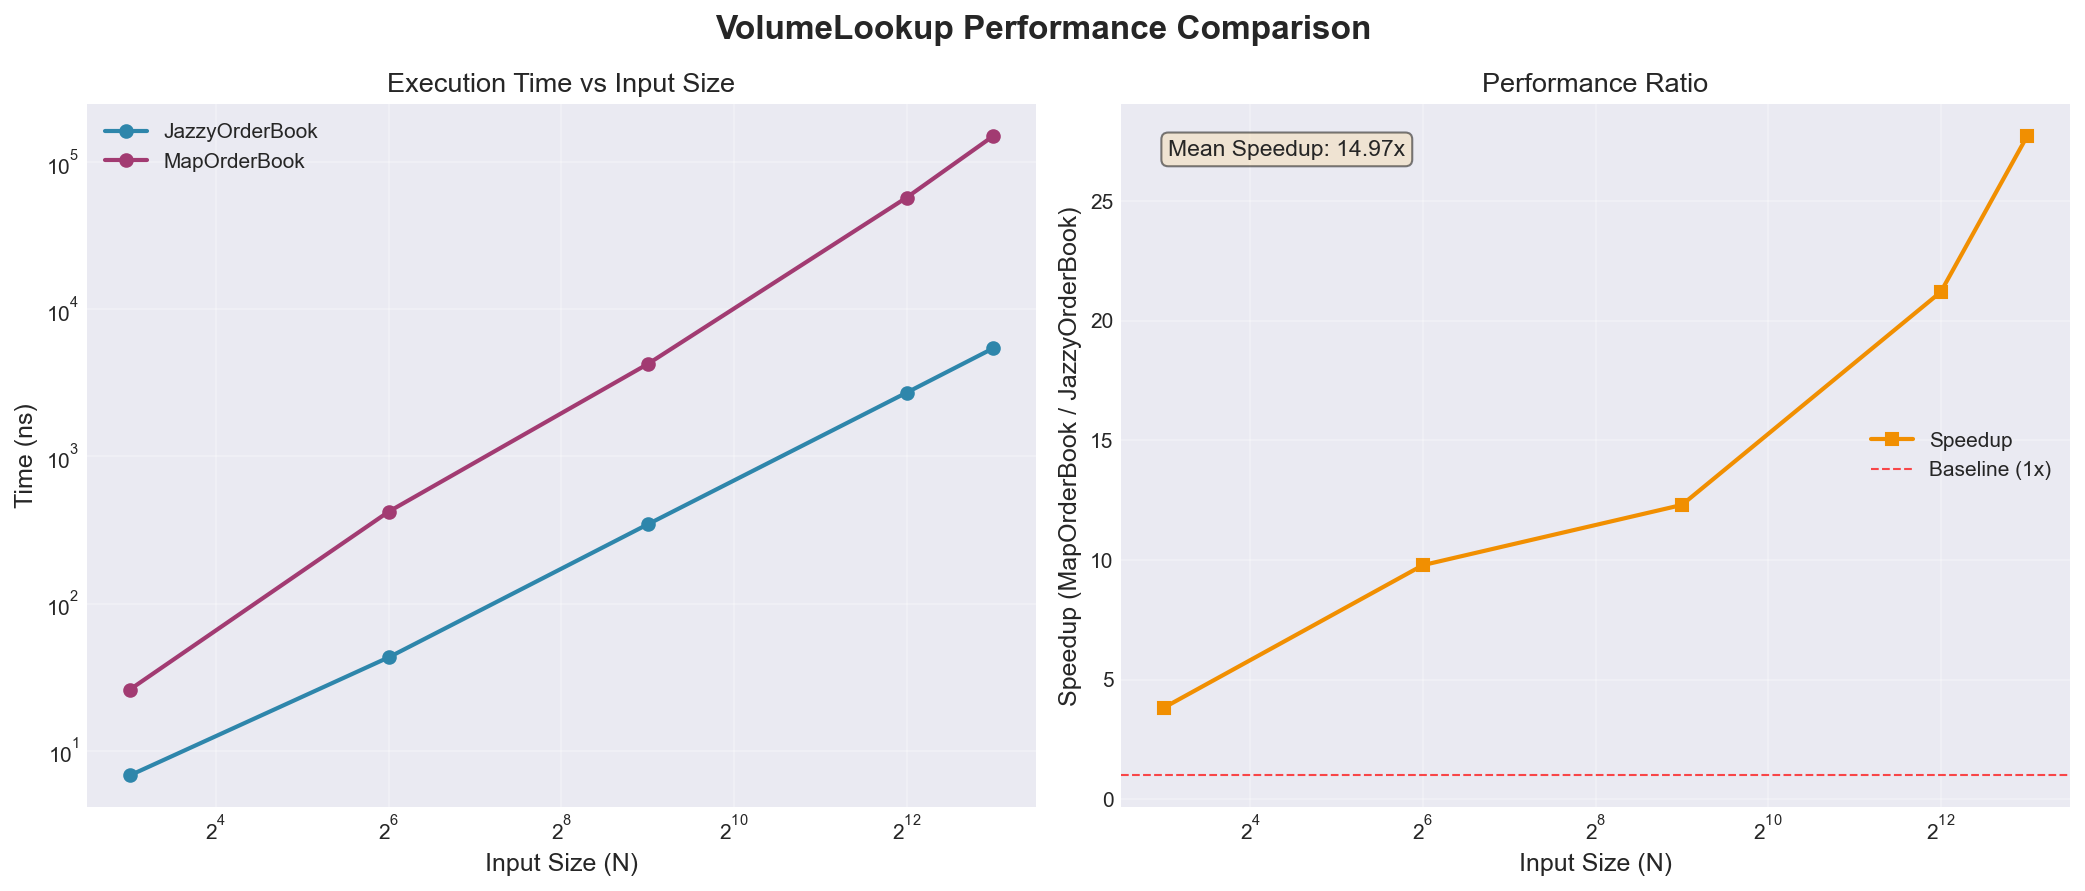 VolumeLookup Performance Comparison
Execution Time vs Input Size
JazzyOrderBook
MapOrderBook
Time (ns)
10^5
10^4
10^3
10^2
10^1
2^4
2^6
2^8
2^10
2^12
Input Size (N)
Performance Ratio
Mean Speedup: 14.97x
Speedup (MapOrderBook / JazzyOrderBook)
25
20
15
10
5
0
Speedup
Baseline (1x)
2^4
2^6
2^8
2^10
2^12
Input Size (N)